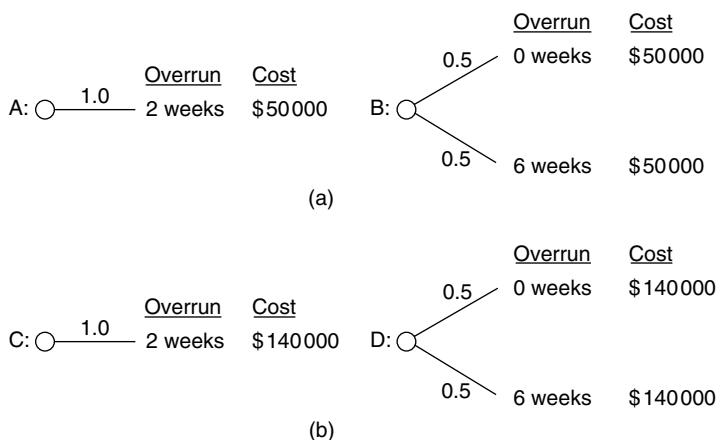 Overrun Cost
0.5 0 weeks $50000
Overrun Cost
A: 1.0 2 weeks $50000 B:
0.5 6 weeks $50000
(a)
Overrun Cost
0.5 0 weeks $140000
Overrun Cost
C: 1.0 2 weeks $140000 D:
0.5 6 weeks $140000
(b)